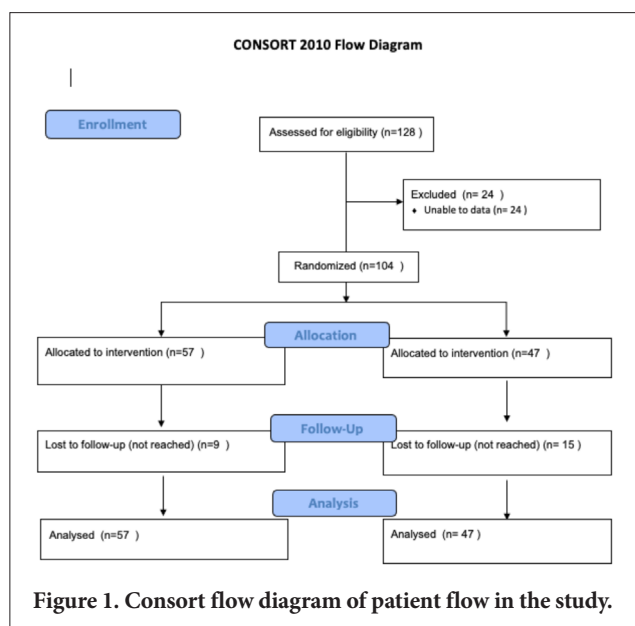 CONSORT 2010 Flow Diagram
Enrollment
Assessed for eligibility (n=128 )
Excluded (n= 24 )
♦ Unable to data (n= 24 )
Randomized (n=104 )
Allocation
Allocated to intervention (n=57 )
Allocated to intervention (n=47 )
Follow-Up
Lost to follow-up (not reached) (n=9 )
Lost to follow-up (not reached) (n= 15 )
Analysis
Analysed (n=57 )
Analysed (n= 47 )
Figure 1. Consort flow diagram of patient flow in the study.